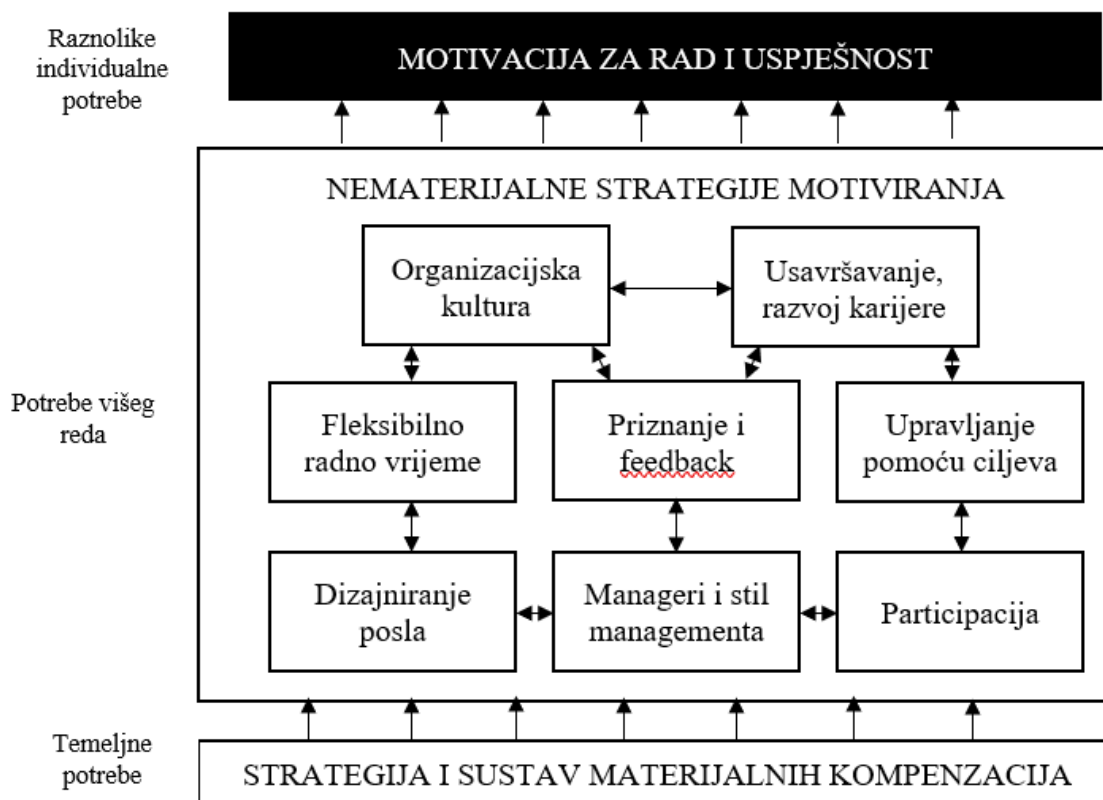 Raznolike
individualne
potrebe
MOTIVACIJA ZA RAD I USPJEŠNOST
NEMATERIJALNE STRATEGIJE MOTIVIRANJA
Organizacijska
kultura
Usavršavanje,
razvoj karijere
Potrebe višeg
reda
Fleksibilno
radno vrijeme
Priznanje i
feedback
Upravljanje
pomoću ciljeva
Dizajniranje
posla
Manageri i stil
managementa
Participacija
Temeljne
potrebe
STRATEGIJA I SUSTAV MATERIJALNIH KOMPENZACIJA